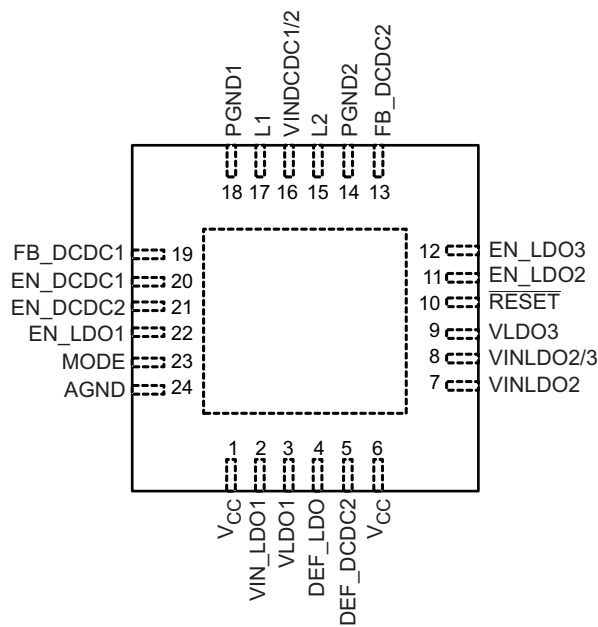 PGND1
L1
VINDCDC1/2
L2
PGND2
FB_DCDC2
18 17 16 15 14 13
FB_DCDC1 19
EN_DCDC1 20
EN_DCDC2 21
EN_LDO1 22
MODE 23
AGND 24
12 EN_LDO3
11 EN_LDO2
10 RESET
9 VLDO3
8 VINLDO2/3
7 VINLDO2
1 2 3 4 5 6
VCC
VIN_LDO1
VLDO1
DEF_LDO
DEF_DCDC2
VCC